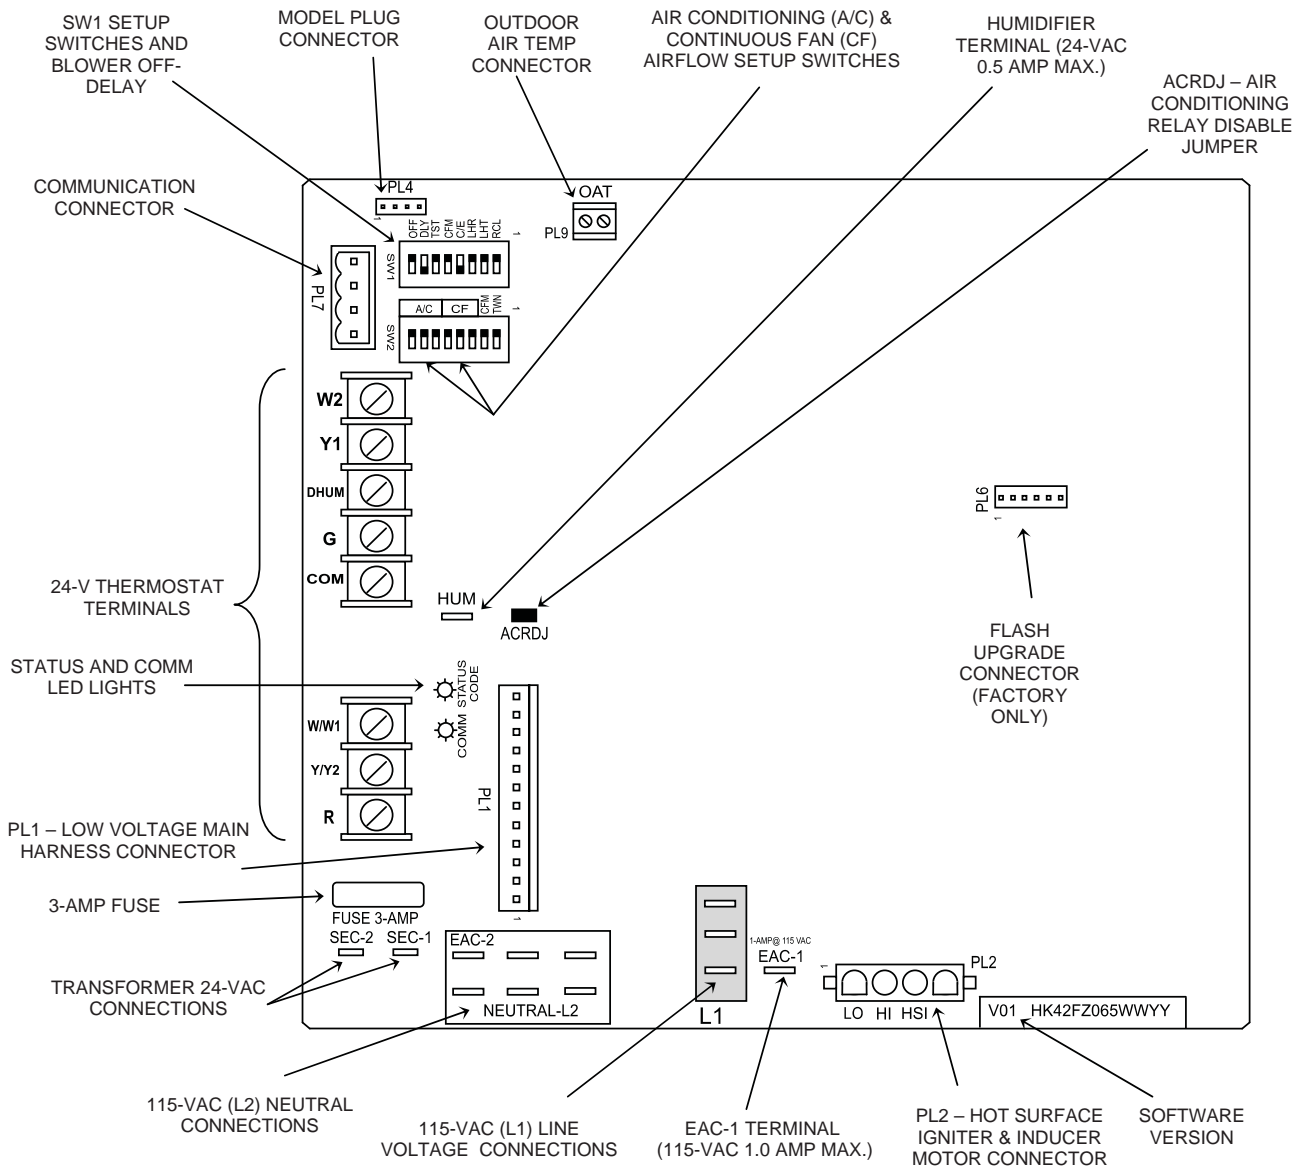 SW1 SETUP
SWITCHES AND
BLOWER OFF-
DELAY
MODEL PLUG
CONNECTOR
OUTDOOR
AIR TEMP
CONNECTOR
AIR CONDITIONING (A/C) &
CONTINUOUS FAN (CF)
AIRFLOW SETUP SWITCHES
HUMIDIFIER
TERMINAL (24-VAC
0.5 AMP MAX.)
ACRDJ – AIR
CONDITIONING
RELAY DISABLE
JUMPER
COMMUNICATION
CONNECTOR
PL4
1
OAT
PL9
OFF
DLY
TST
CFM
C/E
LHR
LHT
RCL
1
SW1
PL7
A/C
CF
CFM
TWN
1
SW2
W2
Y1
DHUM
G
COM
PL6
1
24-V THERMOSTAT
TERMINALS
HUM
ACRDJ
FLASH
UPGRADE
CONNECTOR
(FACTORY
ONLY)
STATUS AND COMM
LED LIGHTS
STATUS
CODE
COMM
W/W1
Y/Y2
R
PL1
1
PL1 – LOW VOLTAGE MAIN
HARNESS CONNECTOR
3-AMP FUSE
FUSE 3-AMP
SEC-2
SEC-1
TRANSFORMER 24-VAC
CONNECTIONS
EAC-2
NEUTRAL-L2
L1
1-AMP@ 115 VAC
EAC-1
1
PL2
LO
HI
HSI
V01 HK42FZ065WWYY
115-VAC (L2) NEUTRAL
CONNECTIONS
115-VAC (L1) LINE
VOLTAGE CONNECTIONS
EAC-1 TERMINAL
(115-VAC 1.0 AMP MAX.)
PL2 – HOT SURFACE
IGNITER & INDUCER
MOTOR CONNECTOR
SOFTWARE
VERSION